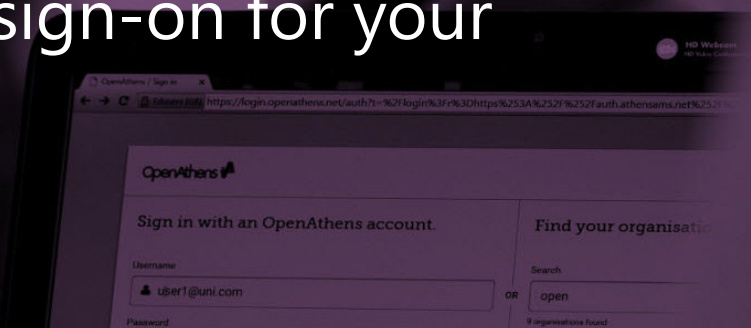 sign-on for your
HD Webcam
OpenAthens / Sign in
https://login.openathens.net/auth?t=%2Flogin%3Fr%3Dhttps%253A%252F%252Fauth.athensams.net%252F
OpenAthens
Sign in with an OpenAthens account.
Find your organisatio
Username
Search
user1@uni.com
OR
open
Password
9 organisations found